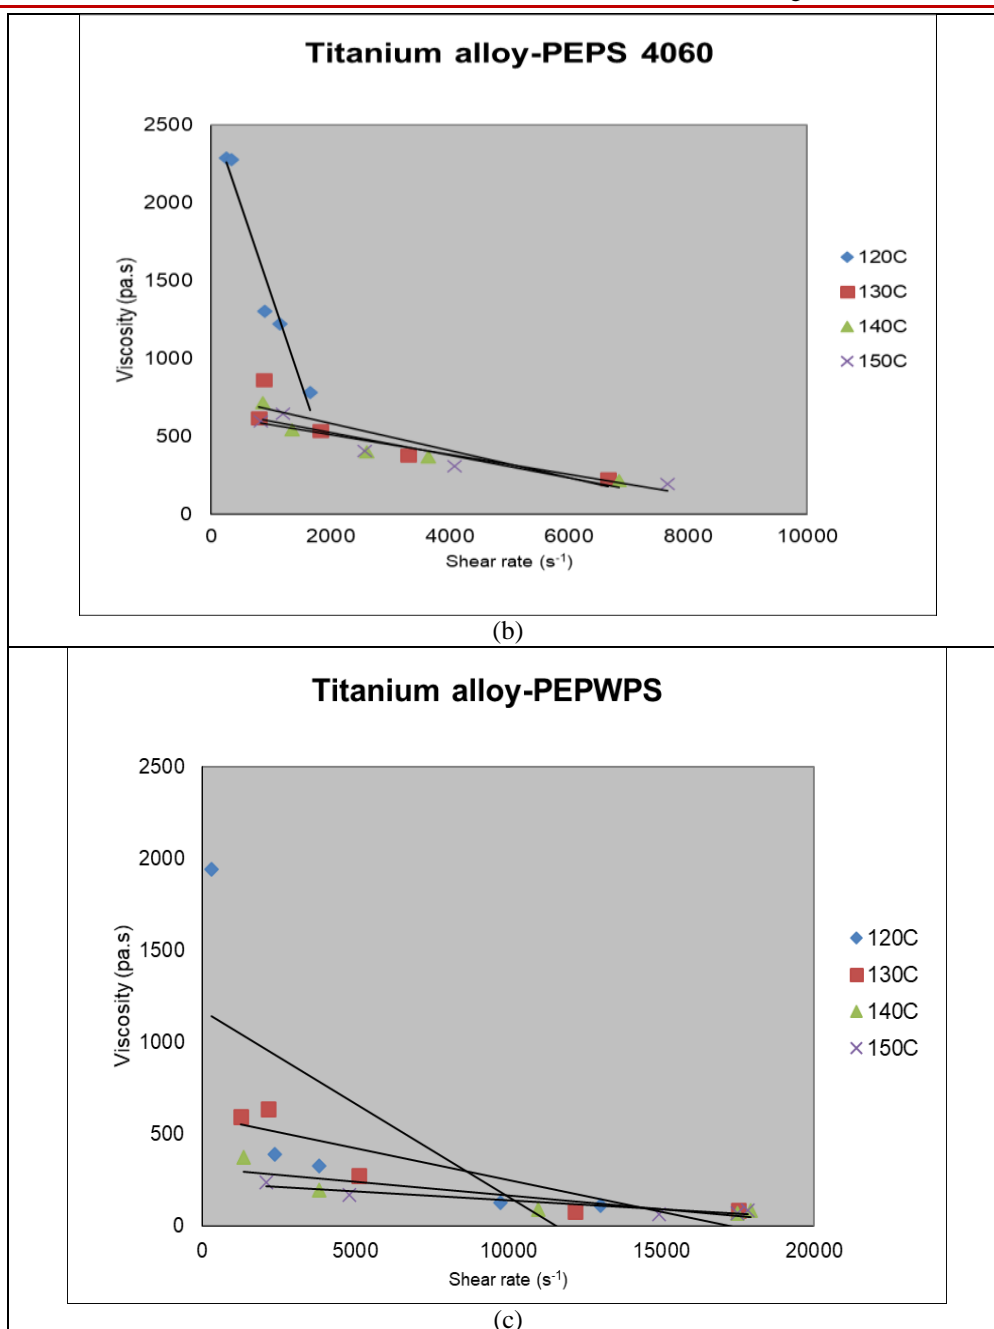 Titanium alloy-PEPS 4060
2500
2000
1500
1000
500
0
Viscosity (pa.s)
0 2000 4000 6000 8000 10000
Shear rate (s-1)
120C
130C
140C
150C
(b)
Titanium alloy-PEPWPS
2500
2000
1500
1000
500
0
Viscosity (pa.s)
0 5000 10000 15000 20000
Shear rate (s-1)
120C
130C
140C
150C
(c)